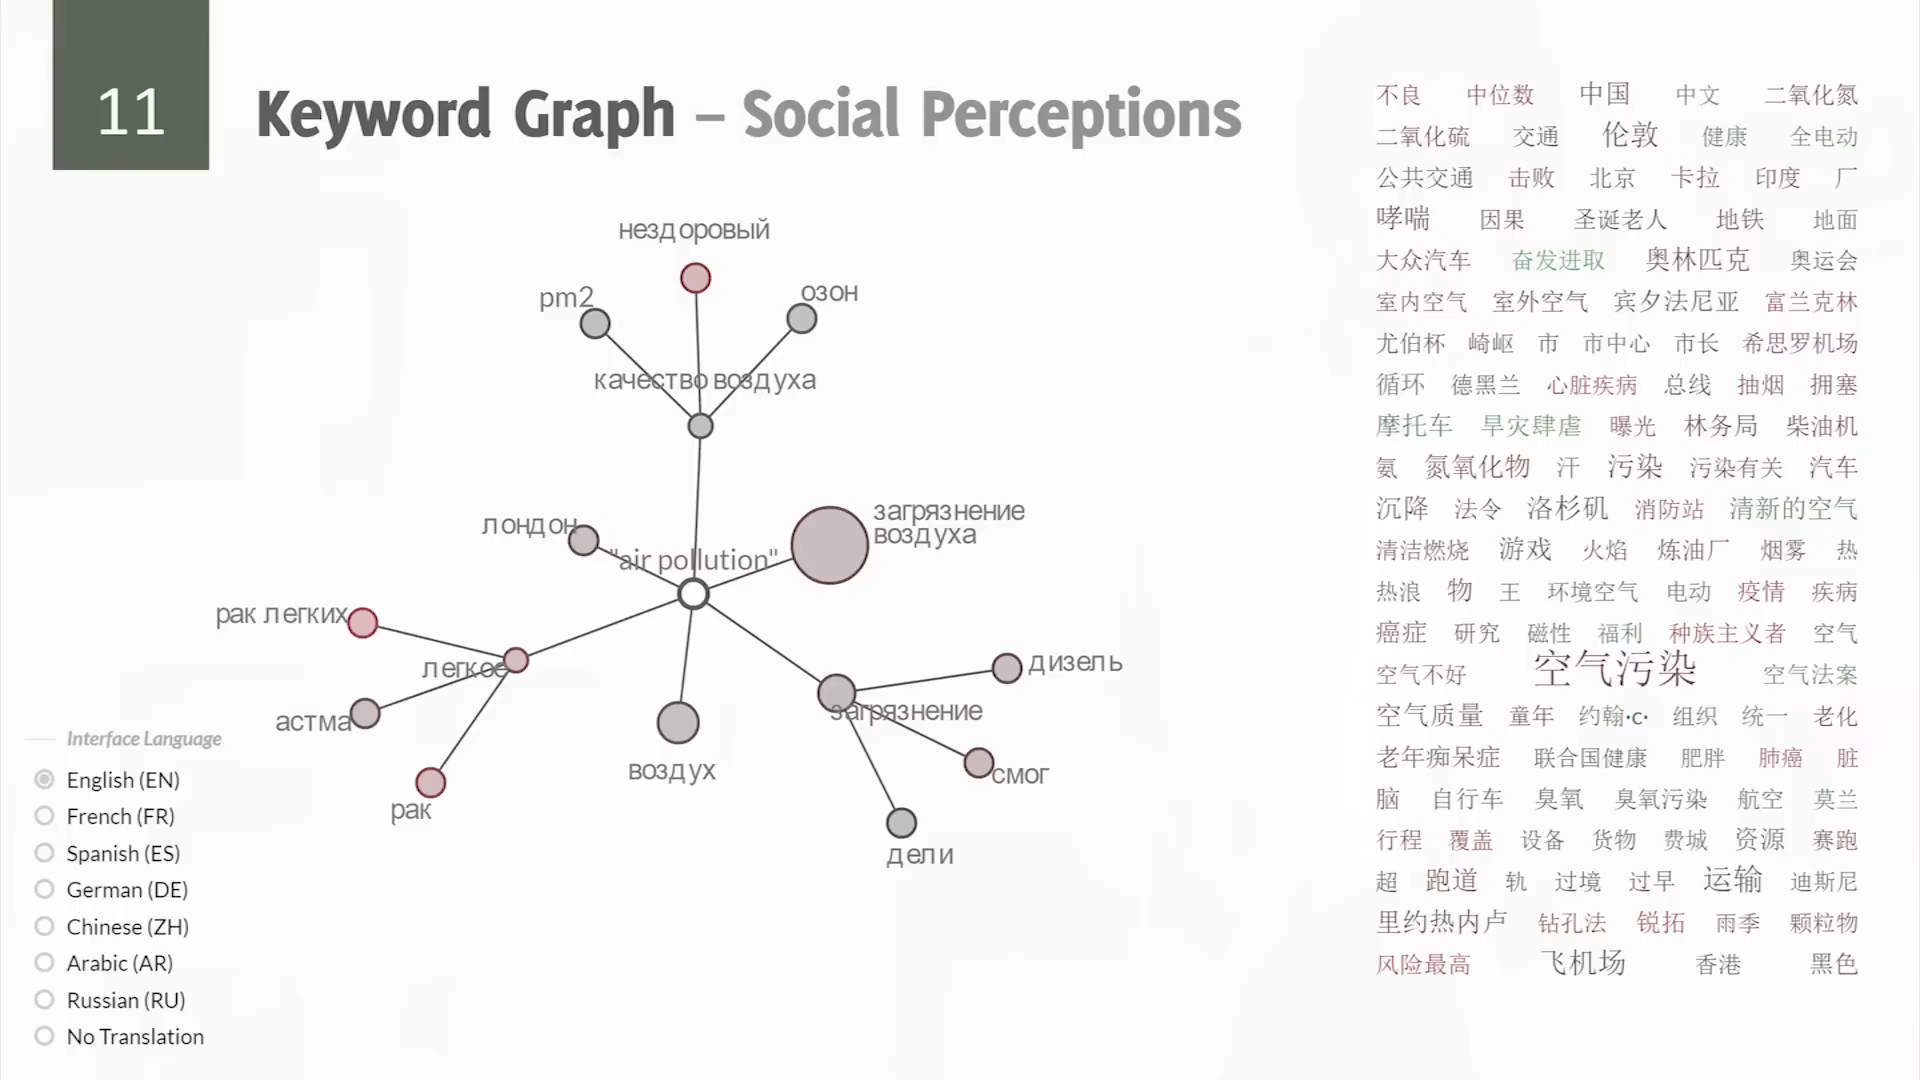 11
Keyword Graph – Social Perceptions
нездоровый
pm2
озон
качество воздуха
лондон
"air pollution"
загрязнение
воздуха
рак легких
легкое
астма
рак
воздух
загрязнение
дизель
смог
дели
Interface Language
English (EN)
French (FR)
Spanish (ES)
German (DE)
Chinese (ZH)
Arabic (AR)
Russian (RU)
No Translation
不良 中位数 中国 中文 二氧化氮
二氧化硫 交通 伦敦 健康 全电动
公共交通 击败 北京 卡拉 印度 厂
哮喘 因果 圣诞老人 地铁 地面
大众汽车 奋发进取 奥林匹克 奥运会
室内空气 室外空气 宾夕法尼亚 富兰克林
尤伯杯 崎岖 市 市中心 市长 希思罗机场
循环 德黑兰 心脏疾病 总线 抽烟 拥塞
摩托车 旱灾肆虐 曝光 林务局 柴油机
氨 氮氧化物 汗 污染 污染有关 汽车
沉降 法令 洛杉矶 消防站 清新的空气
清洁燃烧 游戏 火焰 炼油厂 烟雾 热
热浪 物 王 环境空气 电动 疫情 疾病
癌症 研究 磁性 福利 种族主义者 空气
空气不好 空气污染 空气法案
空气质量 童年 约翰·c· 组织 统一 老化
老年痴呆症 联合国健康 肥胖 肺癌 脏
脑 自行车 臭氧 臭氧污染 航空 莫兰
行程 覆盖 设备 货物 费城 资源 赛跑
超 跑道 轨 过境 过早 运输 迪斯尼
里约热内卢 钻孔法 锐拓 雨季 颗粒物
风险最高 飞机场 香港 黑色